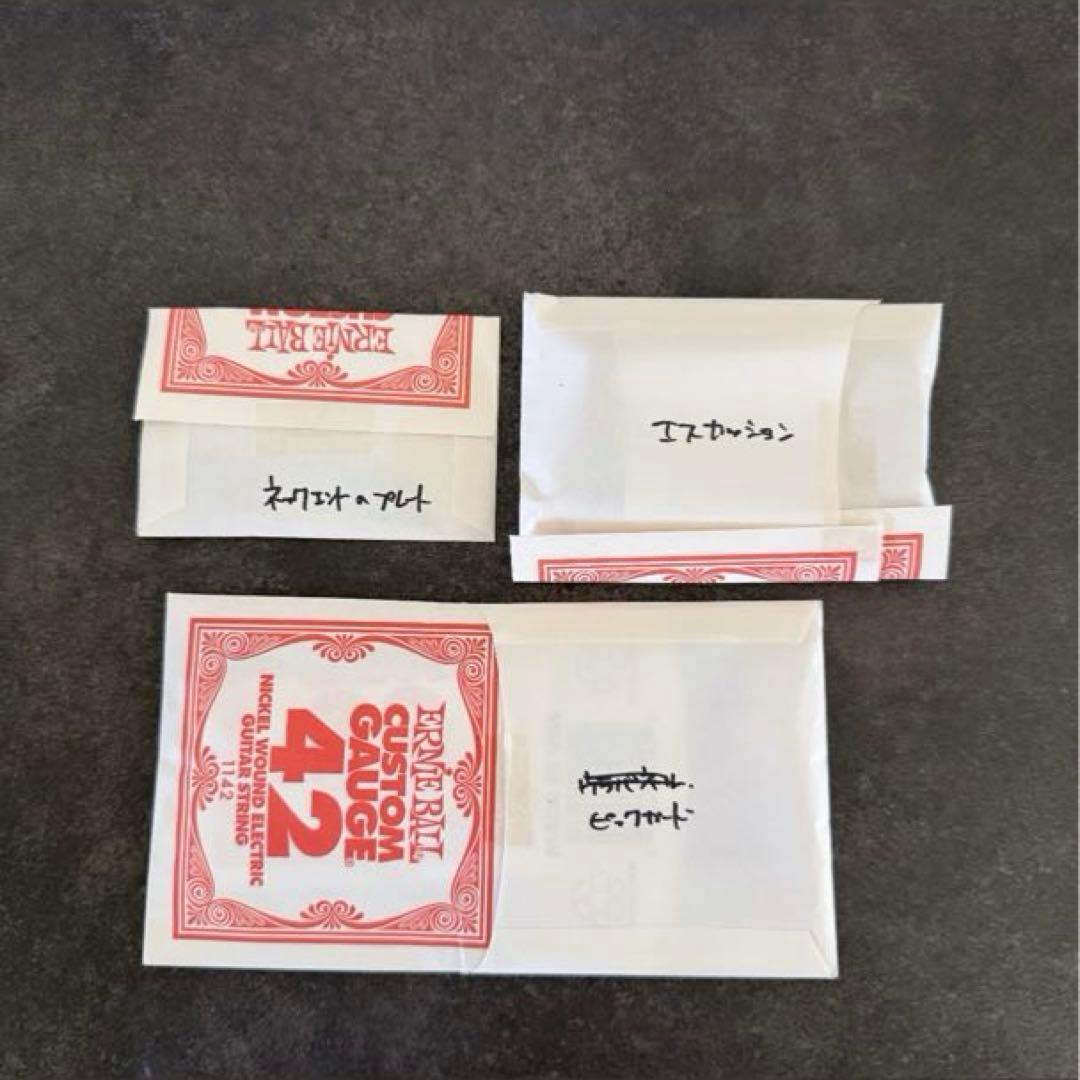 ERNIE BALL
ネックエンドのプレート
エスカッション
ERNIE BALL
CUSTOM
GAUGE®
42
NICKEL WOUND ELECTRIC
GUITAR STRING
1142
ピックガード